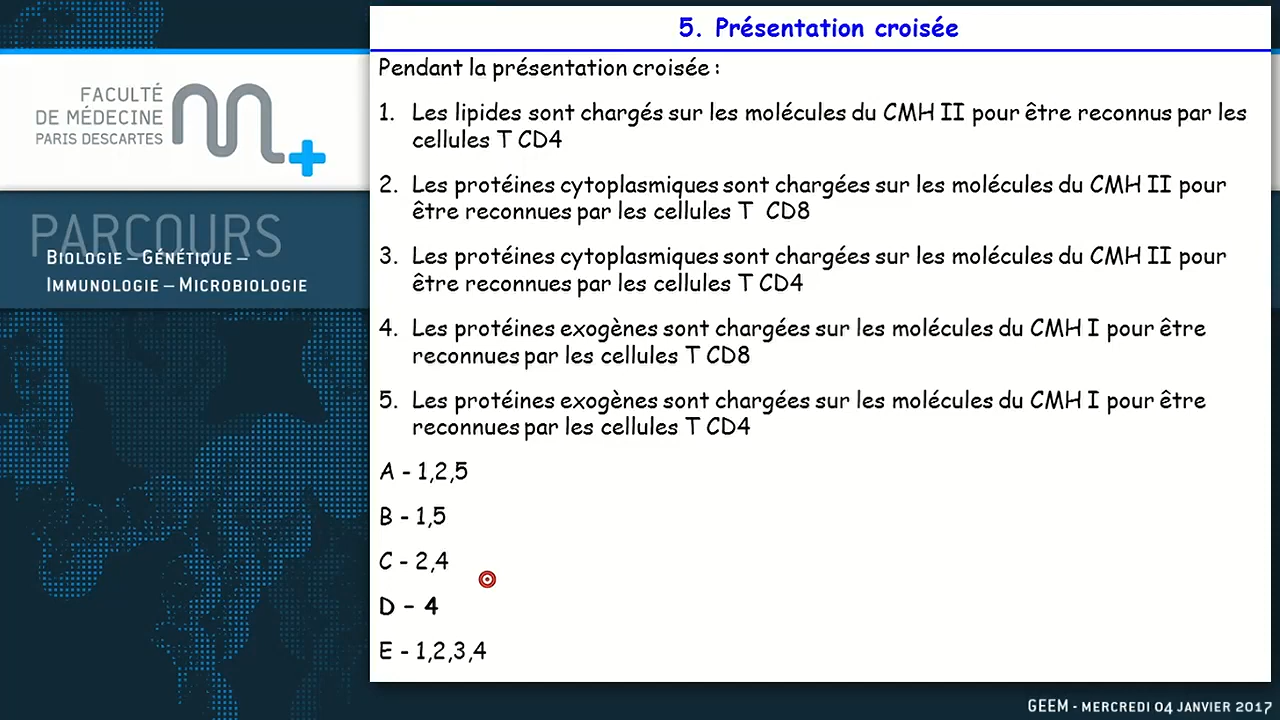 5. Présentation croisée
FACULTÉ
DE MÉDECINE
PARIS DESCARTES
PARCOURS
BIOLOGIE – GÉNÉTIQUE –
IMMUNOLOGIE – MICROBIOLOGIE
Pendant la présentation croisée :
1. Les lipides sont chargés sur les molécules du CMH II pour être reconnus par les
cellules T CD4
2. Les protéines cytoplasmiques sont chargées sur les molécules du CMH II pour
être reconnues par les cellules T CD8
3. Les protéines cytoplasmiques sont chargées sur les molécules du CMH II pour
être reconnues par les cellules T CD4
4. Les protéines exogènes sont chargées sur les molécules du CMH I pour être
reconnues par les cellules T CD8
5. Les protéines exogènes sont chargées sur les molécules du CMH I pour être
reconnues par les cellules T CD4
A - 1,2,5
B - 1,5
C - 2,4
D – 4
E - 1,2,3,4
GEEM - MERCREDI 04 JANVIER 2017